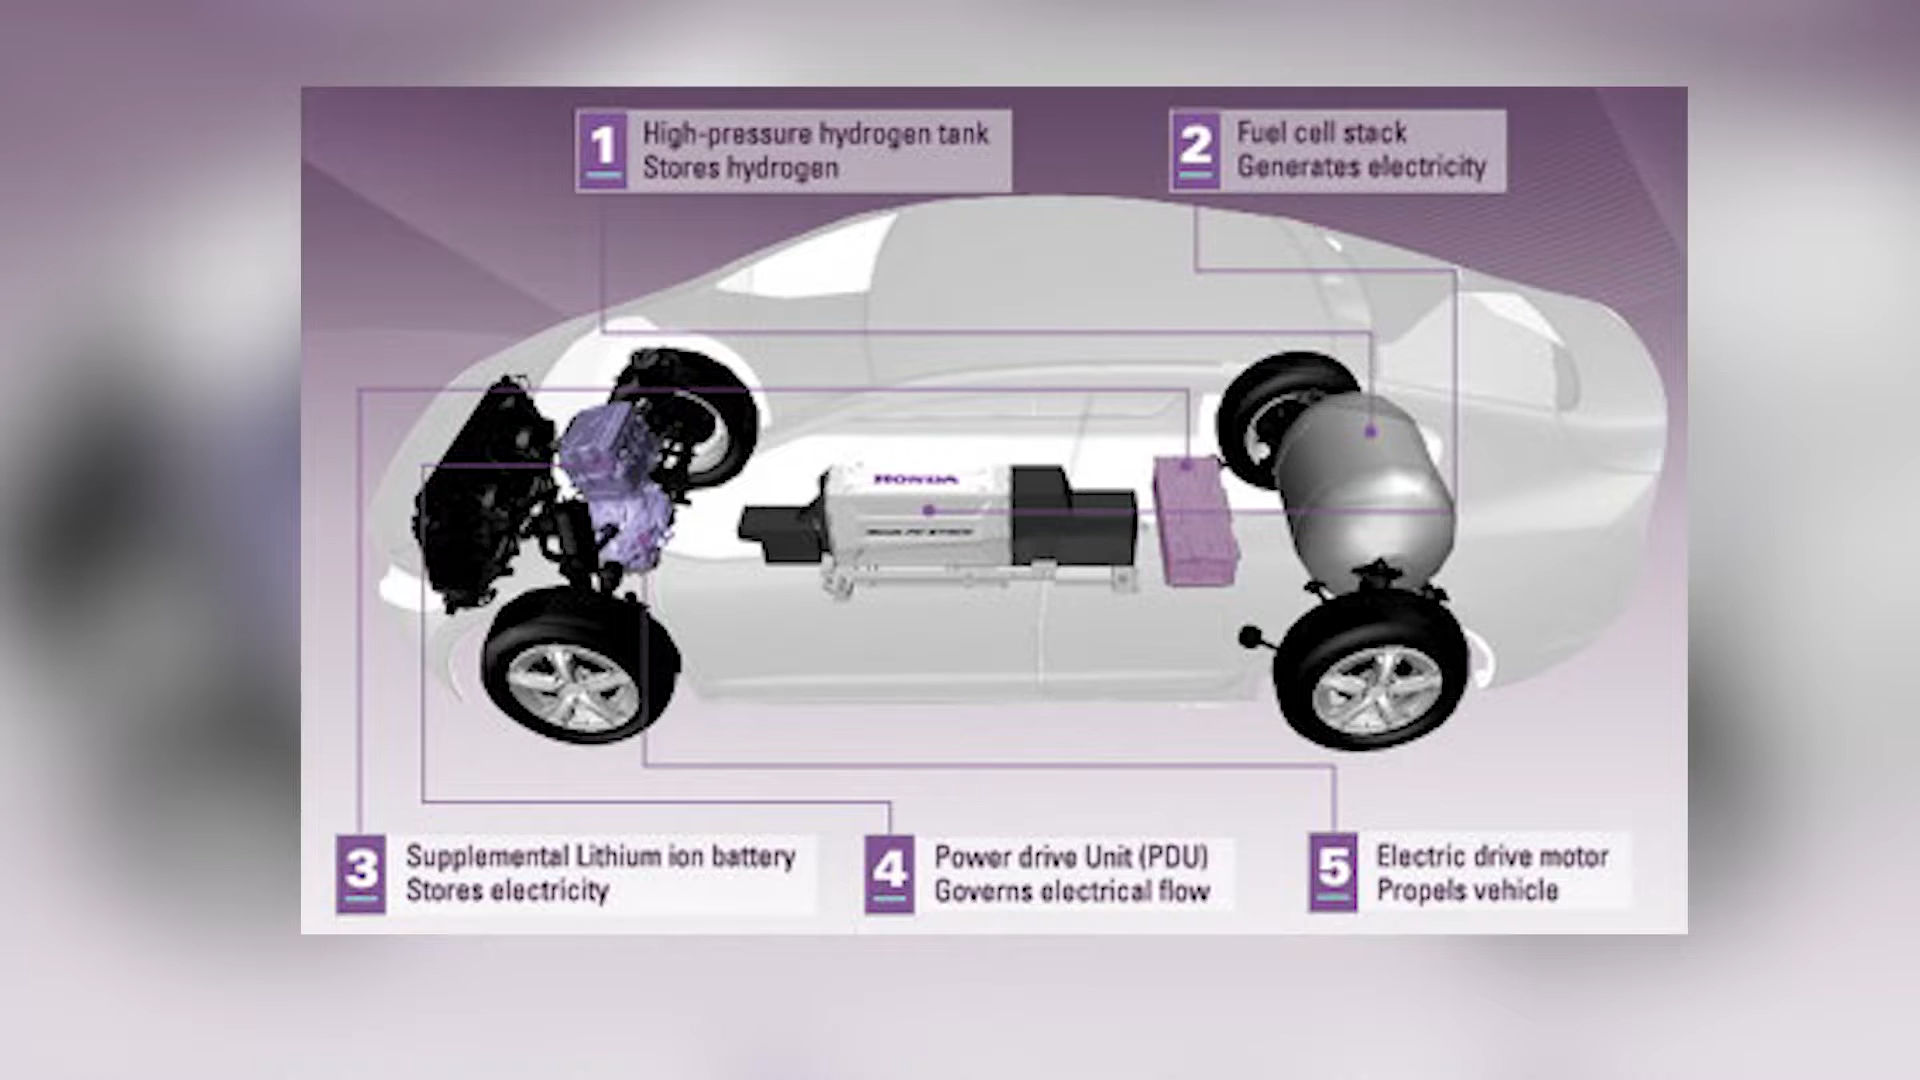 1
High-pressure hydrogen tank
Stores hydrogen
2
Fuel cell stack
Generates electricity
HONDA
3
Supplemental Lithium ion battery
Stores electricity
4
Power drive Unit (PDU)
Governs electrical flow
5
Electric drive motor
Propels vehicle